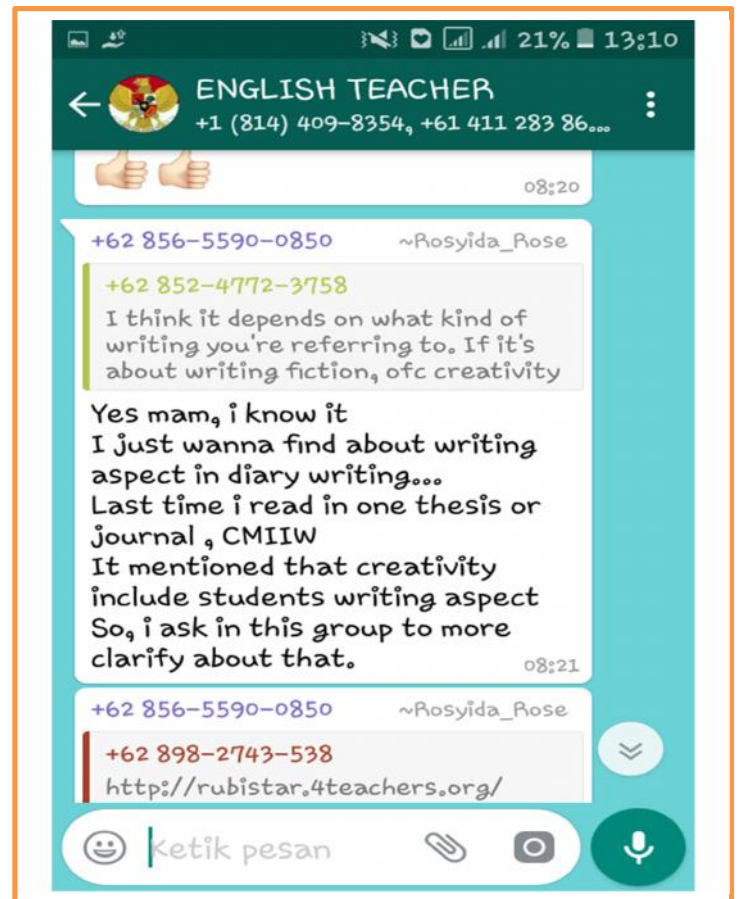 21% 13:10
ENGLISH TEACHER
+1 (814) 409-8354, +61 411 283 86...
08:20
+62 856-5590-0850 ~Rosyida_Rose
+62 852-4772-3758
I think it depends on what kind of
writing you're referring to. If it's
about writing fiction, ofc creativity
Yes mam, i know it
I just wanna find about writing
aspect in diary writing...
Last time i read in one thesis or
journal , CMIIW
It mentioned that creativity
include students writing aspect
So, i ask in this group to more
clarify about that.
08:21
+62 856-5590-0850 ~Rosyida_Rose
+62 898-2743-538
http://rubistar.4teachers.org/
Ketik pesan